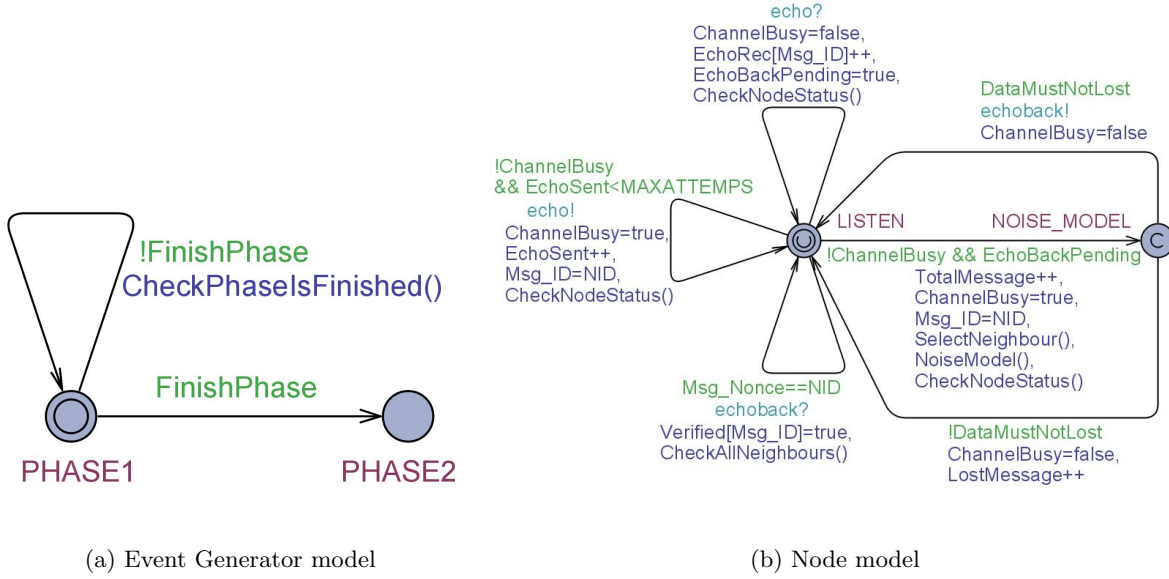 !FinishPhase
CheckPhaseIsFinished()
FinishPhase
PHASE1
PHASE2
(a) Event Generator model
echo?
ChannelBusy=false,
EchoRec[Msg_ID]++,
EchoBackPending=true,
CheckNodeStatus()
DataMustNotLost
echoback!
ChannelBusy=false
!ChannelBusy
&& EchoSent<MAXATTEMPS
echo!
ChannelBusy=true,
EchoSent++,
Msg_ID=NID,
CheckNodeStatus()
LISTEN
NOISE_MODEL
C
!ChannelBusy && EchoBackPending
TotalMessage++,
ChannelBusy=true,
Msg_ID=NID,
SelectNeighbour(),
NoiseModel(),
CheckNodeStatus()
Msg_Nonce==NID
echoback?
Verified[Msg_ID]=true,
CheckAllNeighbours()
!DataMustNotLost
ChannelBusy=false,
LostMessage++
(b) Node model